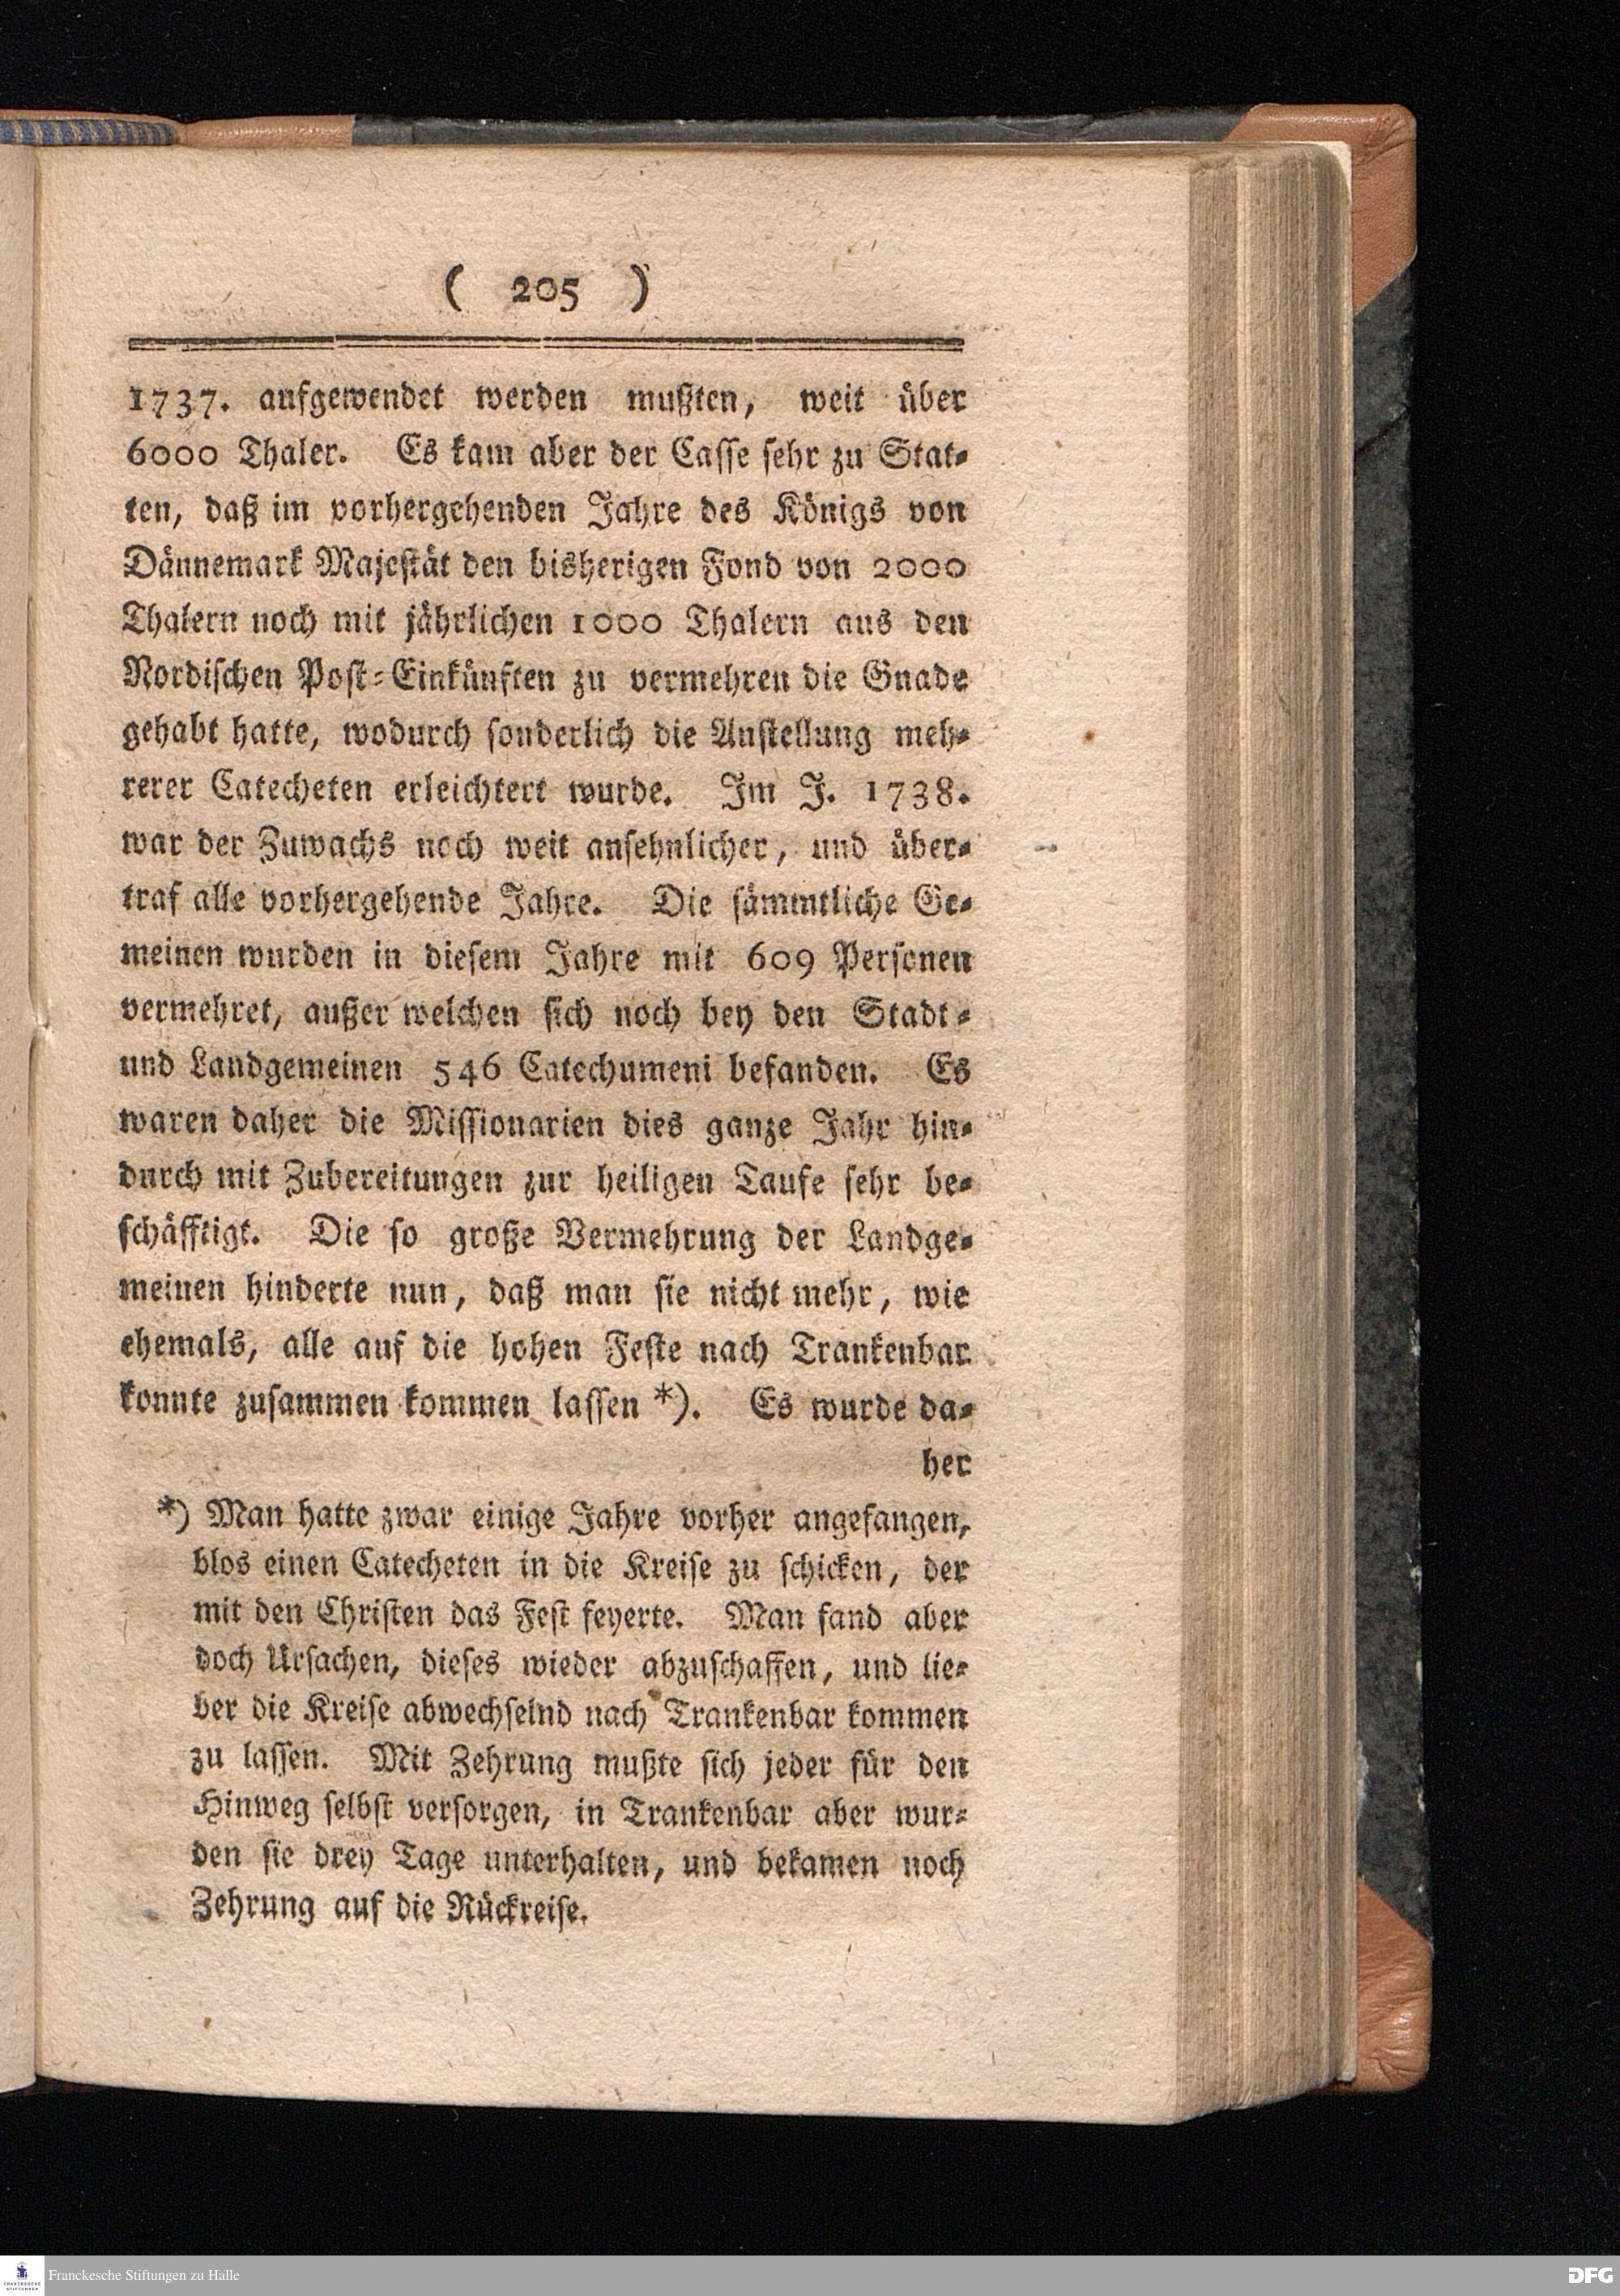 ( 205 )
1737. aufgewendet werden mußten, weit über
6000 Thaler. Es kam aber der Casse sehr zu Stat-
ten, daß im vorhergehenden Jahre des Königs von
Dännemark Majestät den bisherigen Fond von 2000
Thalern noch mit jährlichen 1000 Thalern aus den
Nordischen Post-Einkünften zu vermehren die Gnade
gehabt hatte, wodurch sonderlich die Anstellung meh-
rerer Catecheten erleichtert wurde. Im J. 1738.
war der Zuwachs noch weit ansehnlicher, und über-
traf alle vorhergehende Jahre. Die sämmtliche Ge-
meinen wurden in diesem Jahre mit 609 Personen
vermehret, außer welchen sich noch bey den Stadt-
und Landgemeinen 546 Catechumeni befanden. Es
waren daher die Missionarien dies ganze Jahr hin-
durch mit Zubereitungen zur heiligen Taufe sehr be-
schäfftigt. Die so große Vermehrung der Landge-
meinen hinderte nun, daß man sie nicht mehr, wie
ehemals, alle auf die hohen Feste nach Trankenbar
konnte zusammen kommen lassen *). Es wurde da-
her
*) Man hatte zwar einige Jahre vorher angefangen,
blos einen Catecheten in die Kreise zu schicken, der
mit den Christen das Fest feyerte. Man fand aber
doch Ursachen, dieses wieder abzuschaffen, und lie-
ber die Kreise abwechselnd nach Trankenbar kommen
zu lassen. Mit Zehrung mußte sich jeder für den
Hinweg selbst versorgen, in Trankenbar aber wur-
den sie drey Tage unterhalten, und bekamen noch
Zehrung auf die Rückreise.
FRANCKESCHE
STIFTUNGEN
Franckesche Stiftungen zu Halle
DFG